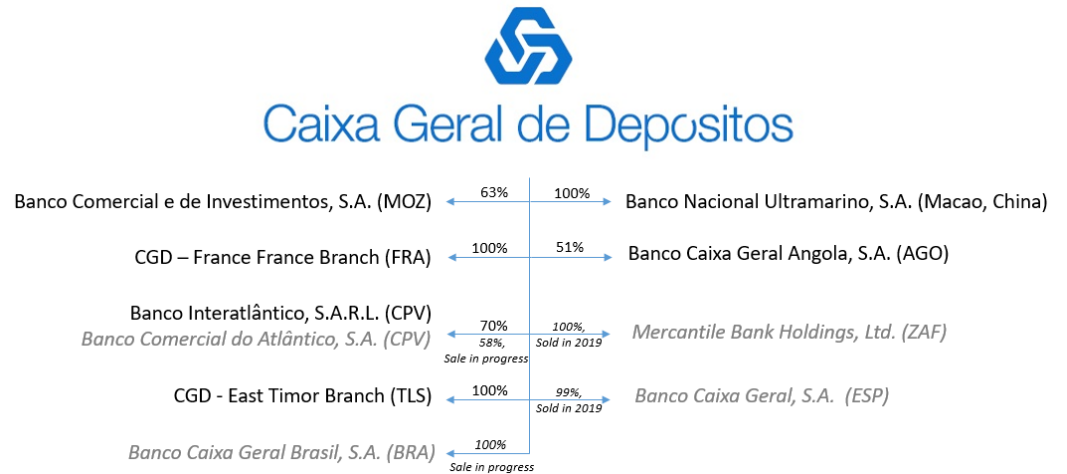 Caixa Geral de Depositos
Banco Comercial e de Investimentos, S.A. (MOZ)
63%
100%
Banco Nacional Ultramarino, S.A. (Macao, China)
CGD – France France Branch (FRA)
100%
51%
Banco Caixa Geral Angola, S.A. (AGO)
Banco Interatlântico, S.A.R.L. (CPV)
Banco Comercial do Atlântico, S.A. (CPV)
70%
58%,
Sale in progress
100%,
Sold in 2019
Mercantile Bank Holdings, Ltd. (ZAF)
CGD - East Timor Branch (TLS)
100%
99%,
Sold in 2019
Banco Caixa Geral, S.A. (ESP)
Banco Caixa Geral Brasil, S.A. (BRA)
100%
Sale in progress